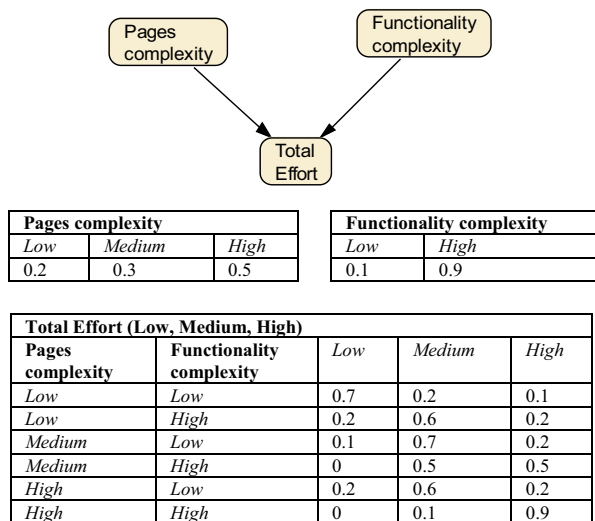 Pages
complexity
Functionality
complexity
Total
Effort
Pages complexity
Low Medium High
0.2 0.3 0.5
Functionality complexity
Low High
0.1 0.9
Total Effort (Low, Medium, High)
Pages complexity Functionality complexity Low Medium High
Low Low 0.7 0.2 0.1
Low High 0.2 0.6 0.2
Medium Low 0.1 0.7 0.2
Medium High 0 0.5 0.5
High Low 0.2 0.6 0.2
High High 0 0.1 0.9